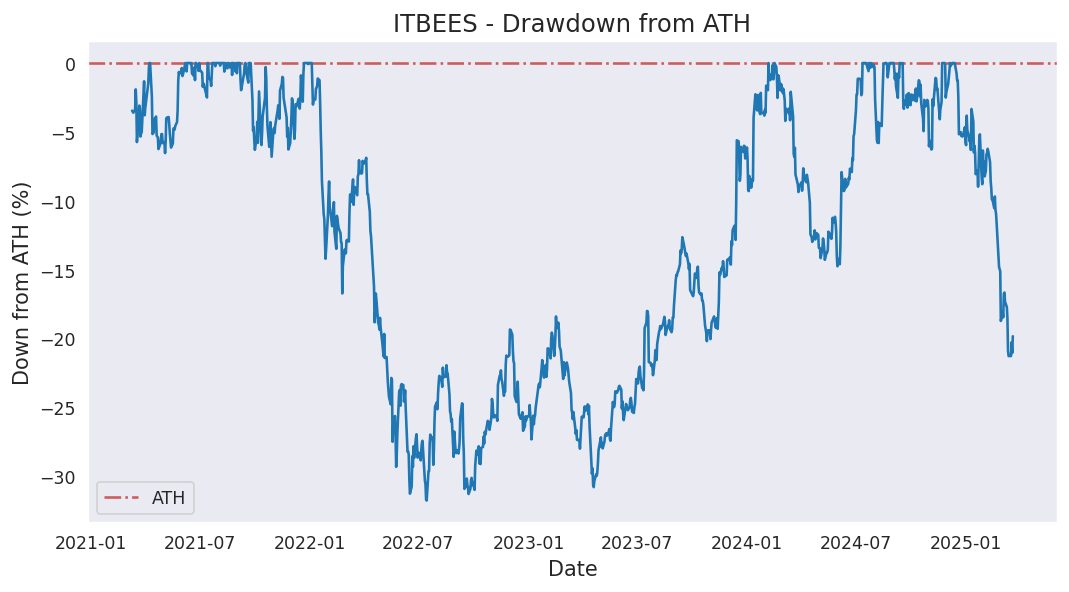 ITBEES - Drawdown from ATH
Down from ATH (%)
0
−5
−10
−15
−20
−25
−30
ATH
2021-01 2021-07 2022-01 2022-07 2023-01 2023-07 2024-01 2024-07 2025-01
Date